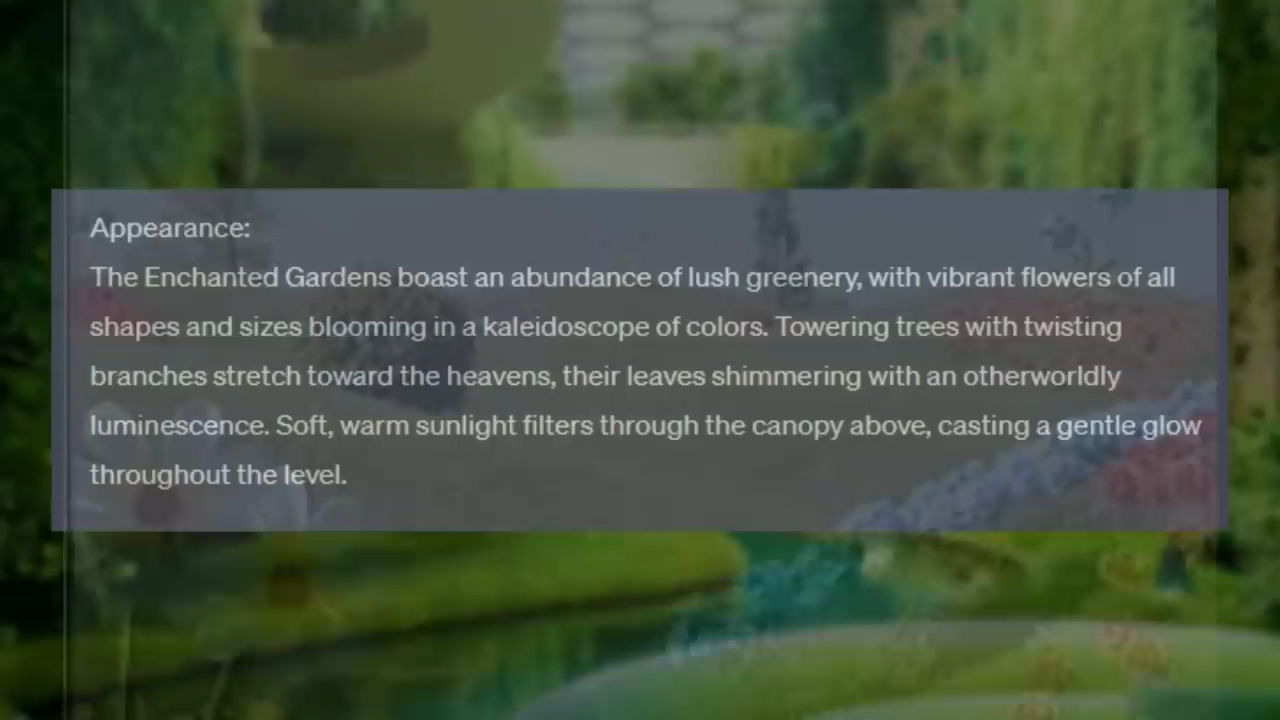 Appearance:
The Enchanted Gardens boast an abundance of lush greenery, with vibrant flowers of all
shapes and sizes blooming in a kaleidoscope of colors. Towering trees with twisting
branches stretch toward the heavens, their leaves shimmering with an otherworldly
luminescence. Soft, warm sunlight filters through the canopy above, casting a gentle glow
throughout the level.